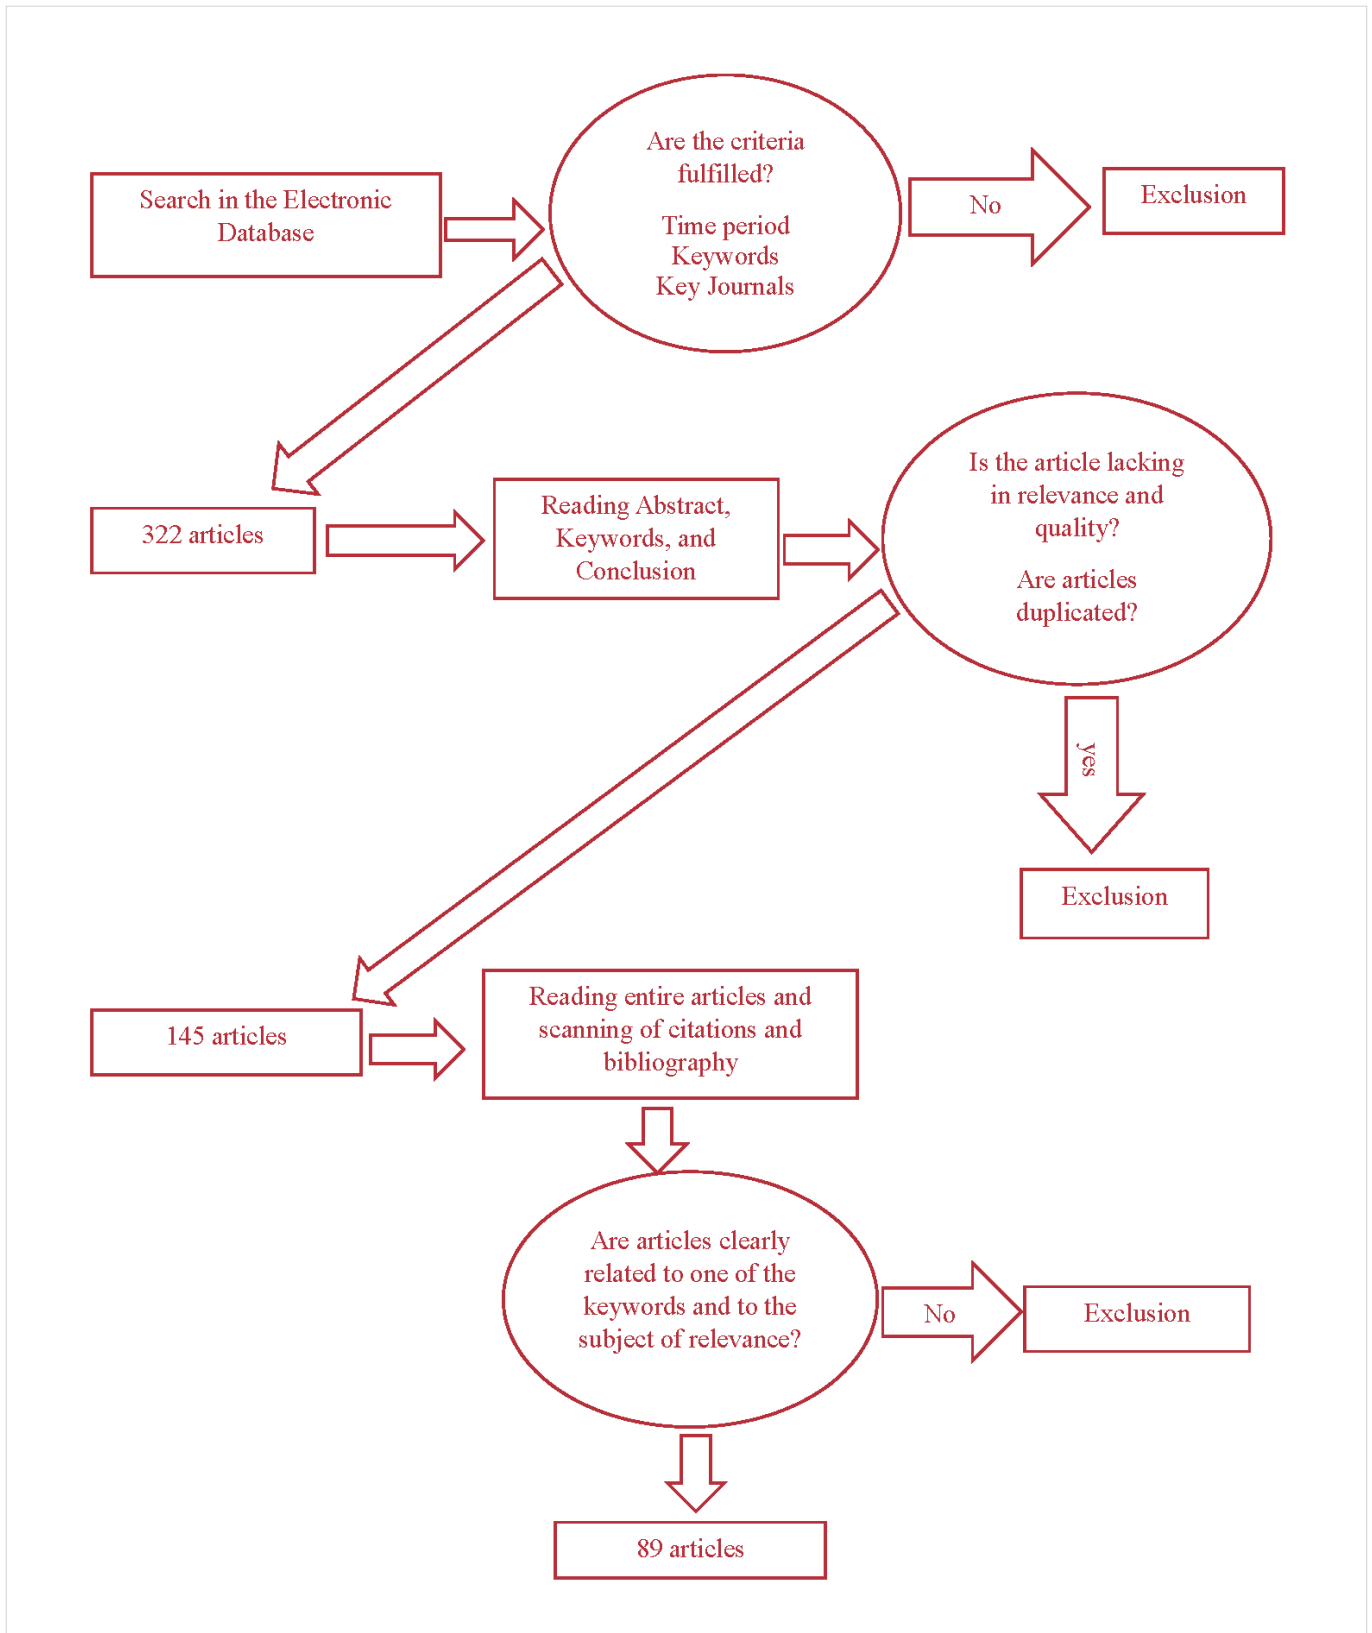 Search in the Electronic
Database
Are the criteria
fulfilled?
Time period
Keywords
Key Journals
No
Exclusion
322 articles
Reading Abstract,
Keywords, and
Conclusion
Is the article lacking
in relevance and
quality?
Are articles
duplicated?
yes
Exclusion
145 articles
Reading entire articles and
scanning of citations and
bibliography
Are articles clearly
related to one of the
keywords and to the
subject of relevance?
No
Exclusion
89 articles